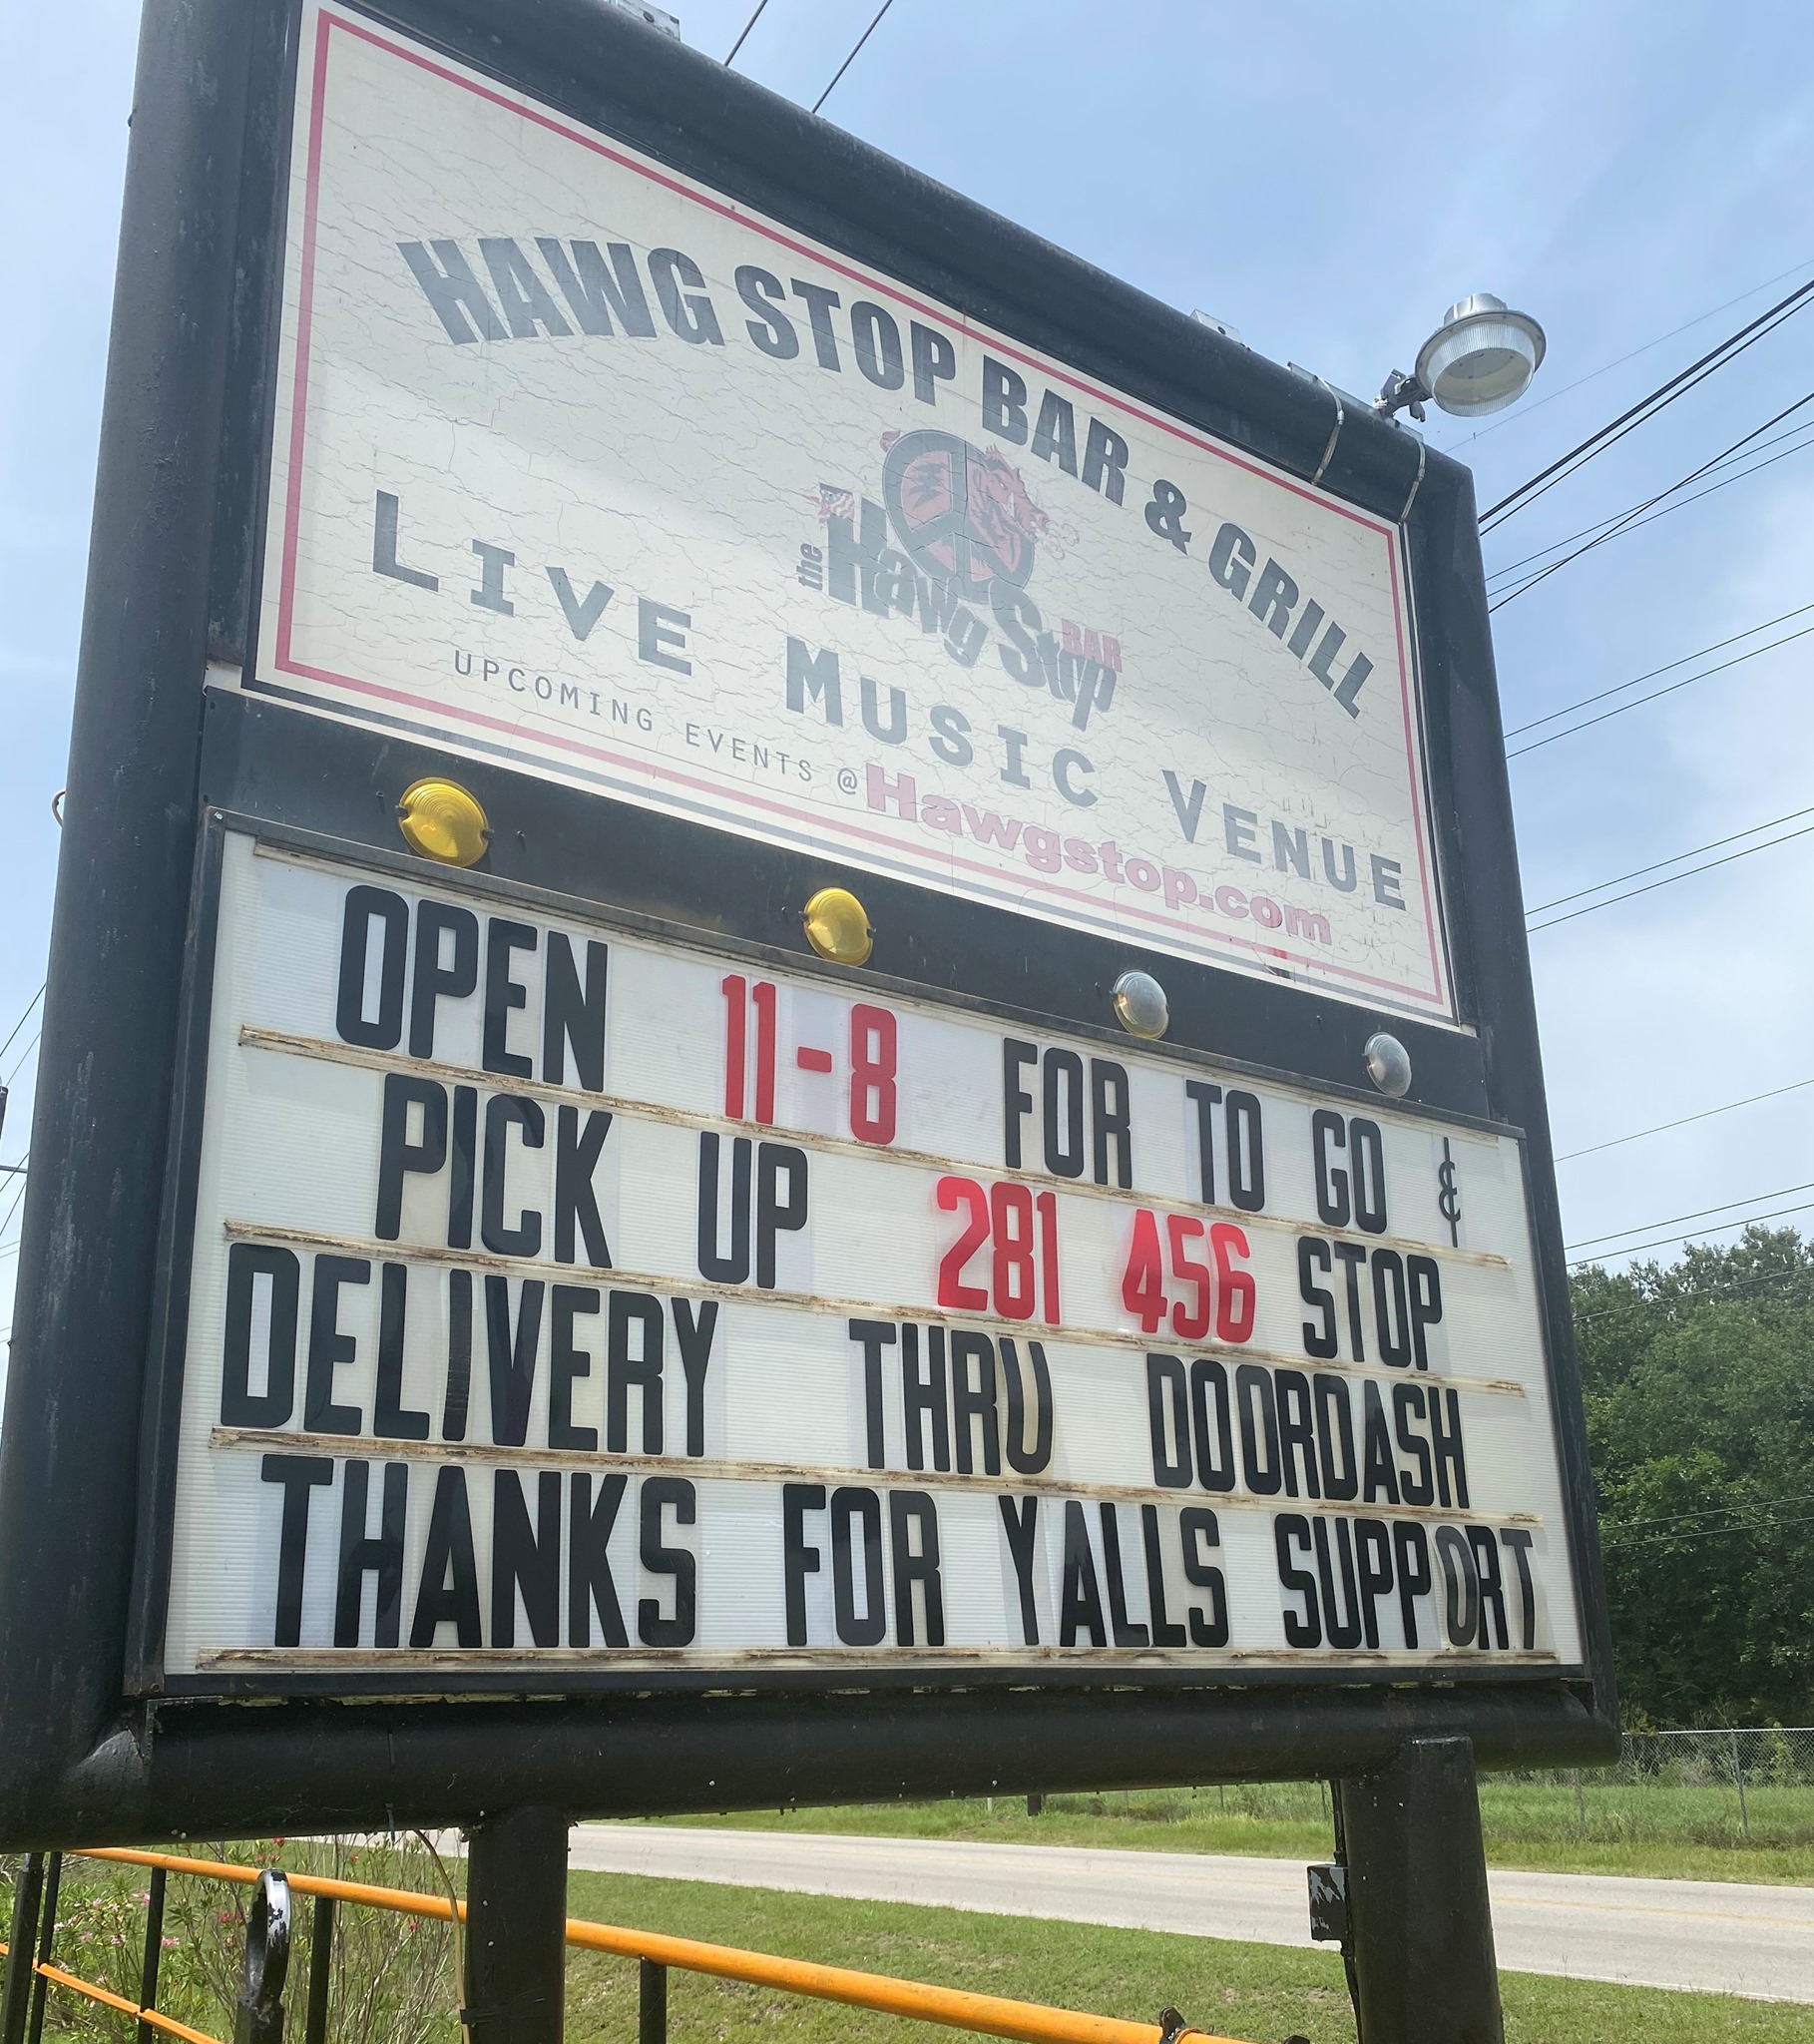 HAWG STOP BAR & GRILL
the Hawg Stop
BAR
LIVE MUSIC VENUE
UPCOMING EVENTS @Hawgstop.com
OPEN 11-8 FOR TO GO &
PICK UP 281 456 STOP
DELIVERY THRU DOORDASH
THANKS FOR YALLS SUPPORT